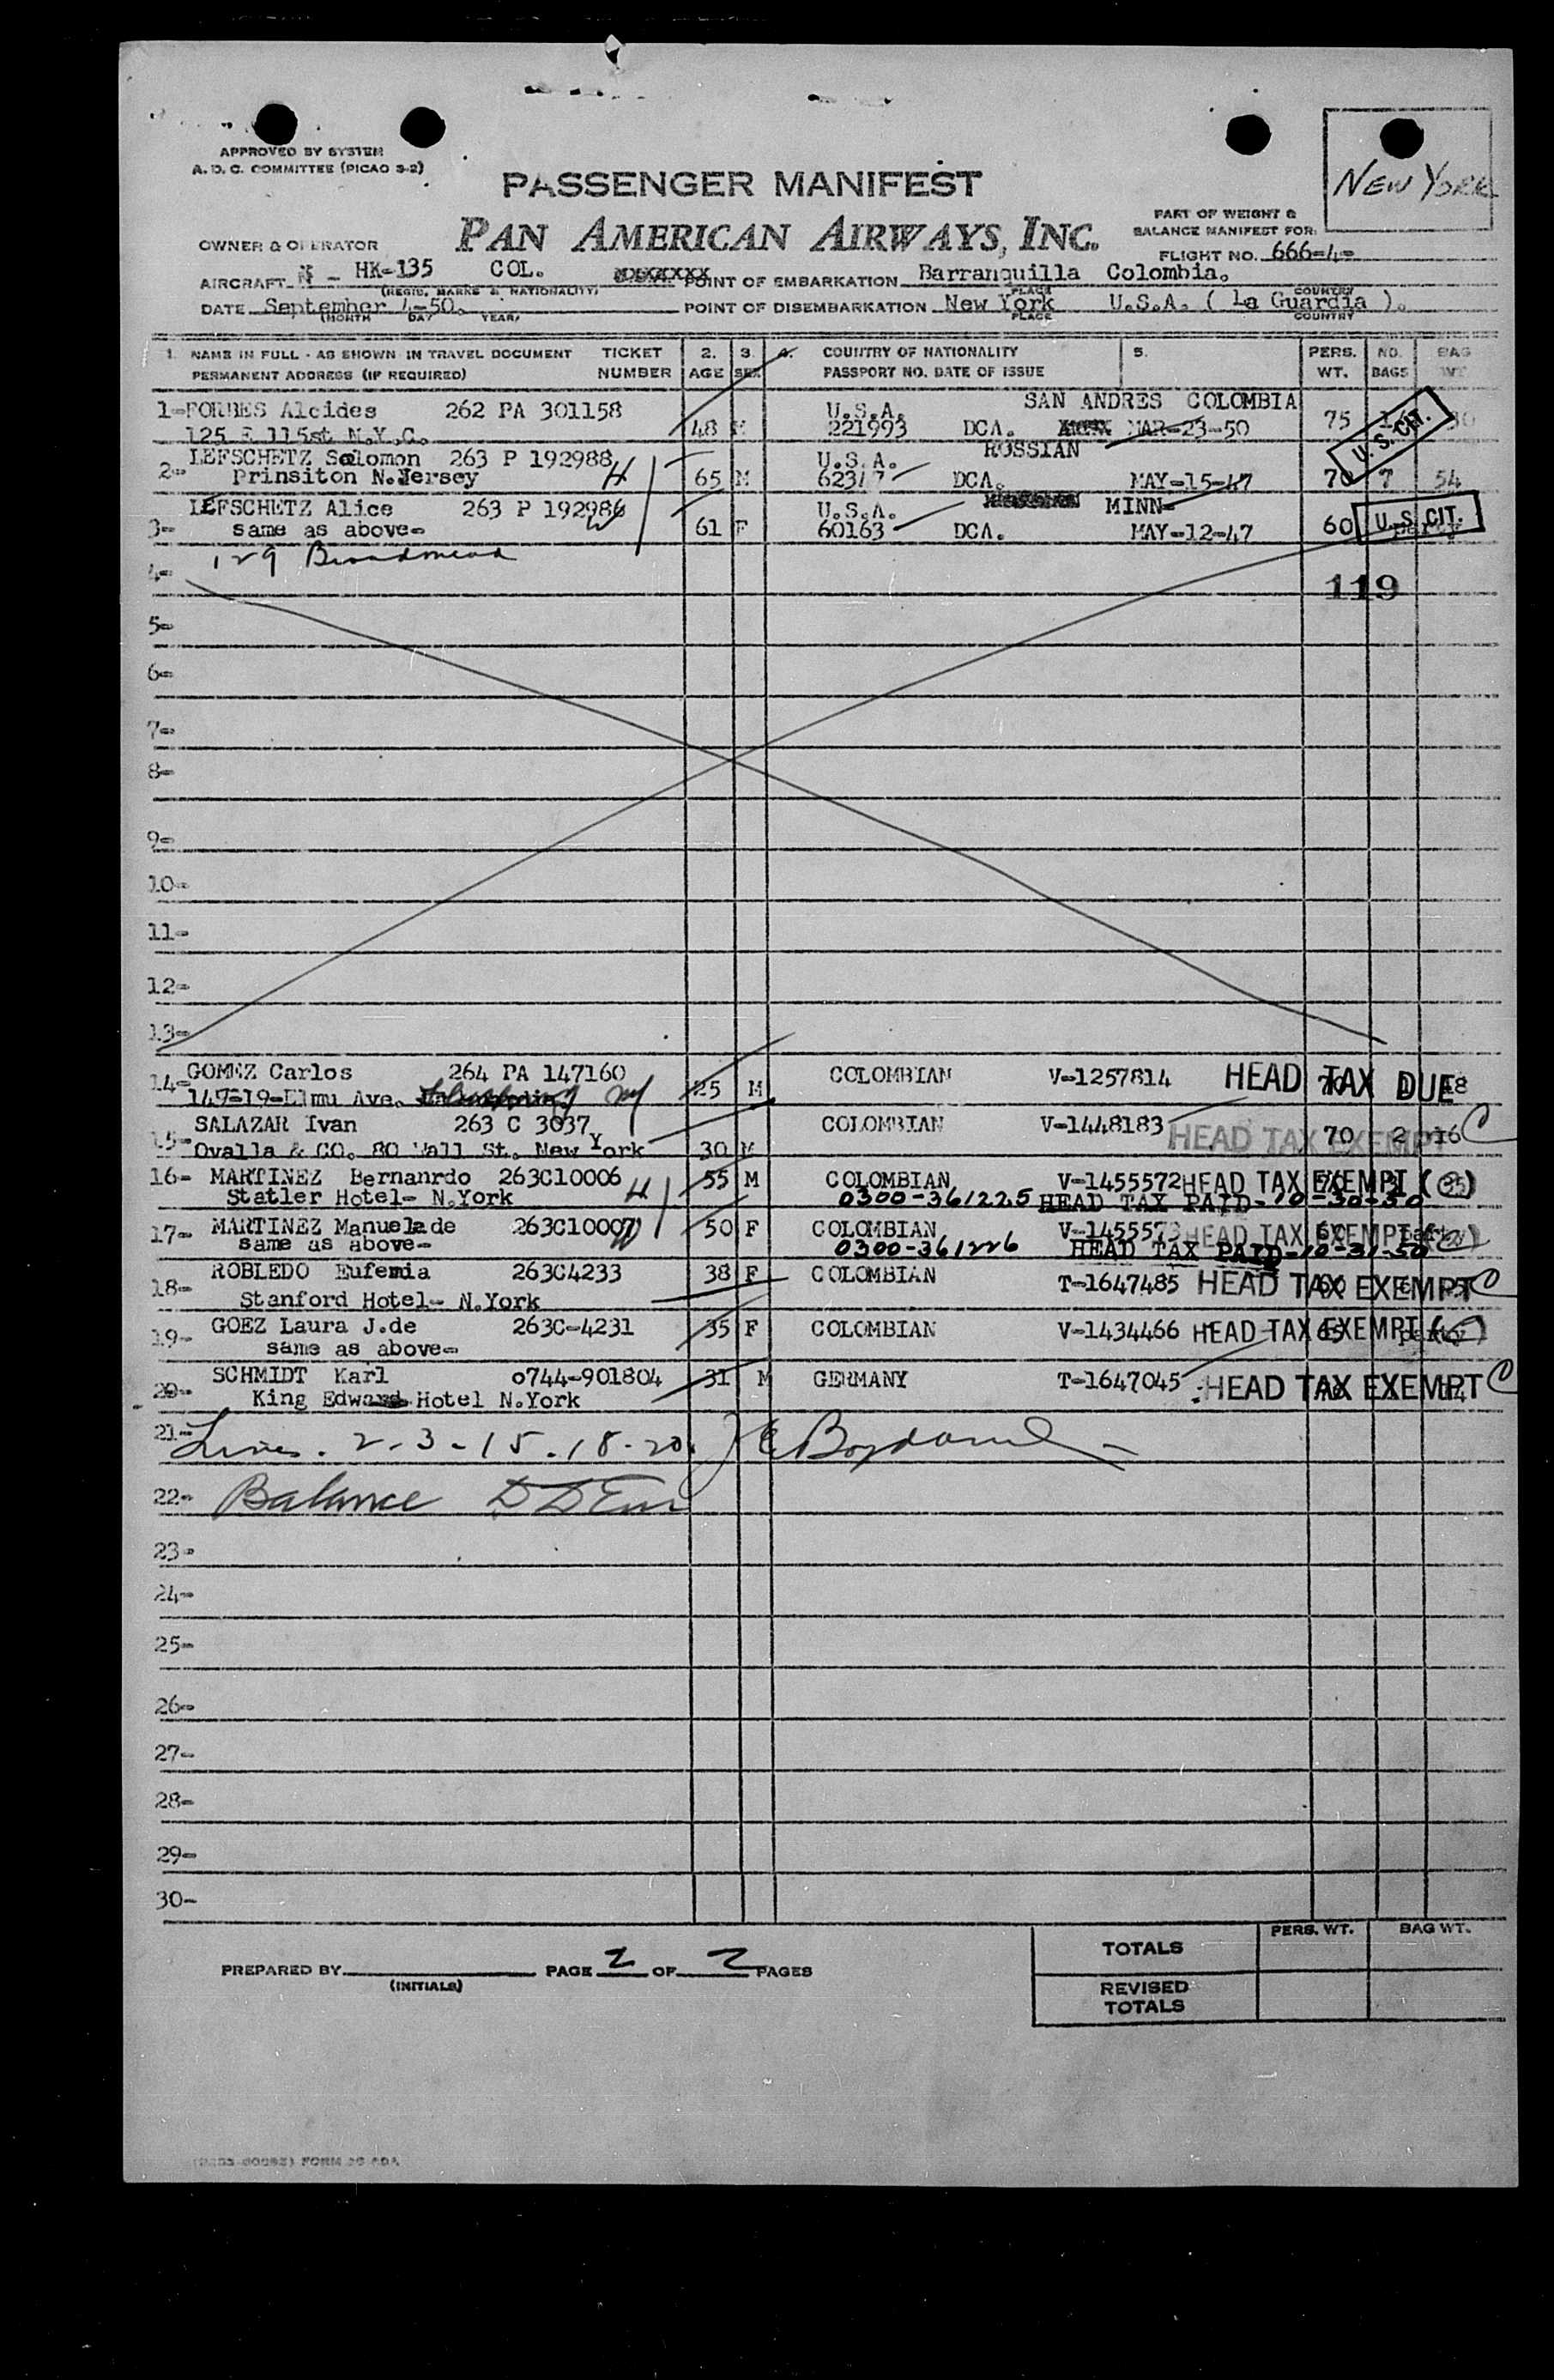 APPROVED BY SYSTEM
A. D. C. COMMITTEE (PICAO 3-2)
NEW YORK
PASSENGER MANIFEST
PART OF WEIGHT &
BALANCE MANIFEST FOR:
OWNER & OPERATOR
PAN AMERICAN AIRWAYS, INC.
FLIGHT NO. 666-4-
AIRCRAFT N - HK-135 COL. POINT OF EMBARKATION Barranquilla Colombia.
(REGIS. MARKS & NATIONALITY) PLACE COUNTRY
DATE September 4-50. POINT OF DISEMBARKATION New York U.S.A. ( La Guardia ).
(MONTH DAY YEAR) PLACE COUNTRY
1. NAME IN FULL - AS SHOWN IN TRAVEL DOCUMENT TICKET 2. 3. 4. COUNTRY OF NATIONALITY 5. PERS. NO. BAG
PERMANENT ADDRESS (IF REQUIRED) NUMBER AGE SEX PASSPORT NO. DATE OF ISSUE WT. BAGS WT
1-FORBES Alcides 262 PA 301158 U.S.A. SAN ANDRES COLOMBIA 75
125 E 115st N.Y.C. 48 M 221993 DCA. MAR-23-50 U.S. CIT.
2- LEFSCHETZ Solomon 263 P 192988 U.S.A. ROSSIAN
Prinsiton N.Jersey 65 M DCA. MAY-15-47 70 7 54
3- LEFSCHETZ Alice 263 P 192986 U.S.A. MINN-
same as above- 61 F 60163 DCA. MAY-12-47 60 U.S. CIT.
129 Broadmead
4- 119
5-
6-
7-
8-
9-
10-
11-
12-
13-
14-GOMEZ Carlos 264 PA 147160 25 M COLOMBIAN V-1257814 HEAD TAX DUE
147-19-Elmu Ave.
15- SALAZAR Ivan 263 C 3037 COLOMBIAN V-1448183 HEAD TAX EXEMPT 70 2 16 C
Ovalla & CO. 80 Wall St. New York 30 M
16- MARTINEZ Bernanrdo 263C10006 55 M COLOMBIAN V-1455572 HEAD TAX EXEMPT
Statler Hotel- N.York 0300-361225 HEAD TAX PAID-10-30-50
17- MARTINEZ Manuela de 263C10007 50 F COLOMBIAN V-1455573 HEAD TAX EXEMPT
same as above- 0300-361226 HEAD TAX PAID-10-31-50
18- ROBLEDO Eufemia 263C4233 38 F COLOMBIAN T-1647485 HEAD TAX EXEMPT C
Stanford Hotel- N.York
19- GOEZ Laura J.de 263C-4231 35 F COLOMBIAN V-1434466 HEAD TAX EXEMPT
same as above-
20- SCHMIDT Karl 0744-901804 31 M GERMANY T-1647045 HEAD TAX EXEMPT C
King Edward Hotel N.York
21- Lines. 2-3-15.18-20.
22- Balance
23-
24-
25-
26-
27-
28-
29-
30-
TOTALS PERS. WT. BAG WT.
PREPARED BY PAGE 2 OF 2 PAGES
(INITIALS)
REVISED
TOTALS